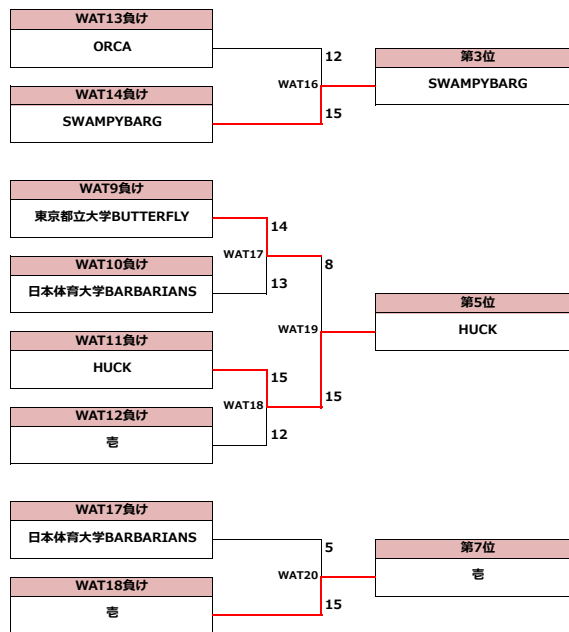 WAT13負け
ORCA
12
第3位
WAT16
SWAMPYBARG
WAT14負け
15
SWAMPYBARG
WAT9負け
東京都立大学BUTTERFLY
14
WAT17
8
WAT10負け
13
日本体育大学BARBARIANS
第5位
WAT19
HUCK
WAT11負け
HUCK
15
15
WAT18
WAT12負け
12
壱
WAT17負け
日本体育大学BARBARIANS
5
第7位
WAT20
壱
WAT18負け
15
壱